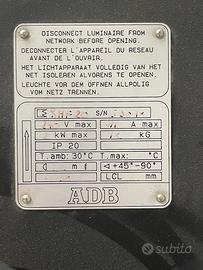 DISCONNECT LUMINAIRE FROM
NETWORK BEFORE OPENING.
DECONNECTER L'APPAREIL DU RESEAU
AVANT DE L'OUVRIR.
HET LICHTAPPARAAT VOLLEDIG VAN HET
NET ISOLEREN ALVORENS TE OPENEN.
LEUCHTE VOR DEM OFFNEN ALLPOLIG
VOM NETZ TRENNEN.
S/N
V max A max
kW max kG
IP 20
T.amb: 30°C T.max: °C
m +45°-90°
LCL mm
ADB
subito